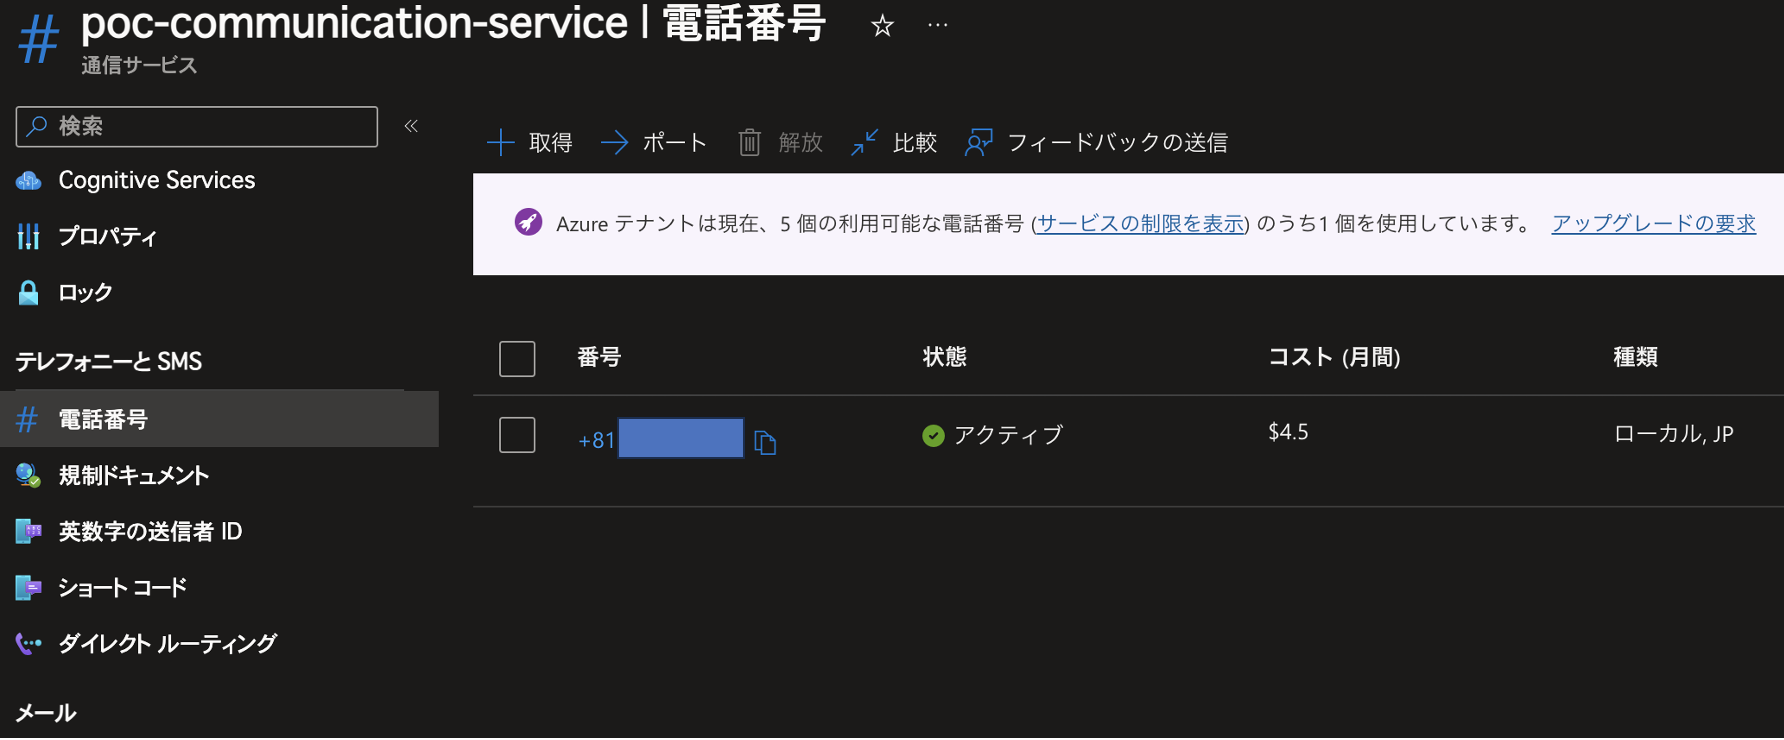 poc-communication-service | 電話番号
通信サービス
検索
Cognitive Services
プロパティ
ロック
テレフォニーと SMS
電話番号
規制ドキュメント
英数字の送信者 ID
ショート コード
ダイレクト ルーティング
メール
取得 ポート 解放 比較 フィードバックの送信
Azure テナントは現在、5 個の利用可能な電話番号 (サービスの制限を表示) のうち1 個を使用しています。 アップグレードの要求
番号 状態 コスト (月間) 種類
+81 アクティブ $4.5 ローカル, JP